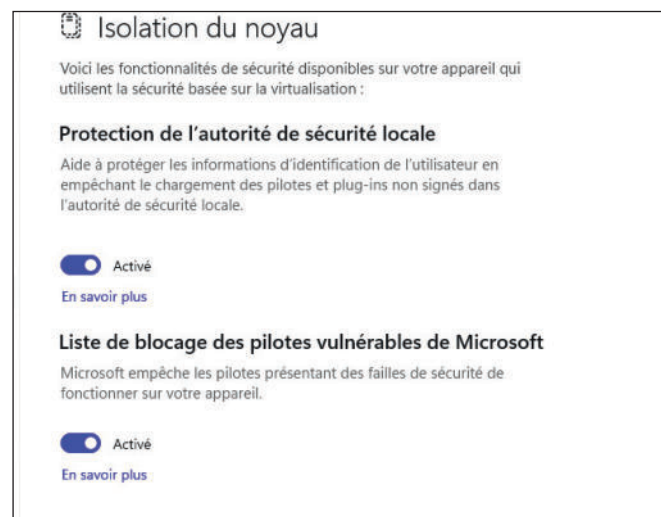 Isolation du noyau
Voici les fonctionnalités de sécurité disponibles sur votre appareil qui
utilisent la sécurité basée sur la virtualisation :
Protection de l’autorité de sécurité locale
Aide à protéger les informations d’identification de l’utilisateur en
empêchant le chargement des pilotes et plug-ins non signés dans
l’autorité de sécurité locale.
Activé
En savoir plus
Liste de blocage des pilotes vulnérables de Microsoft
Microsoft empêche les pilotes présentant des failles de sécurité de
fonctionner sur votre appareil.
Activé
En savoir plus